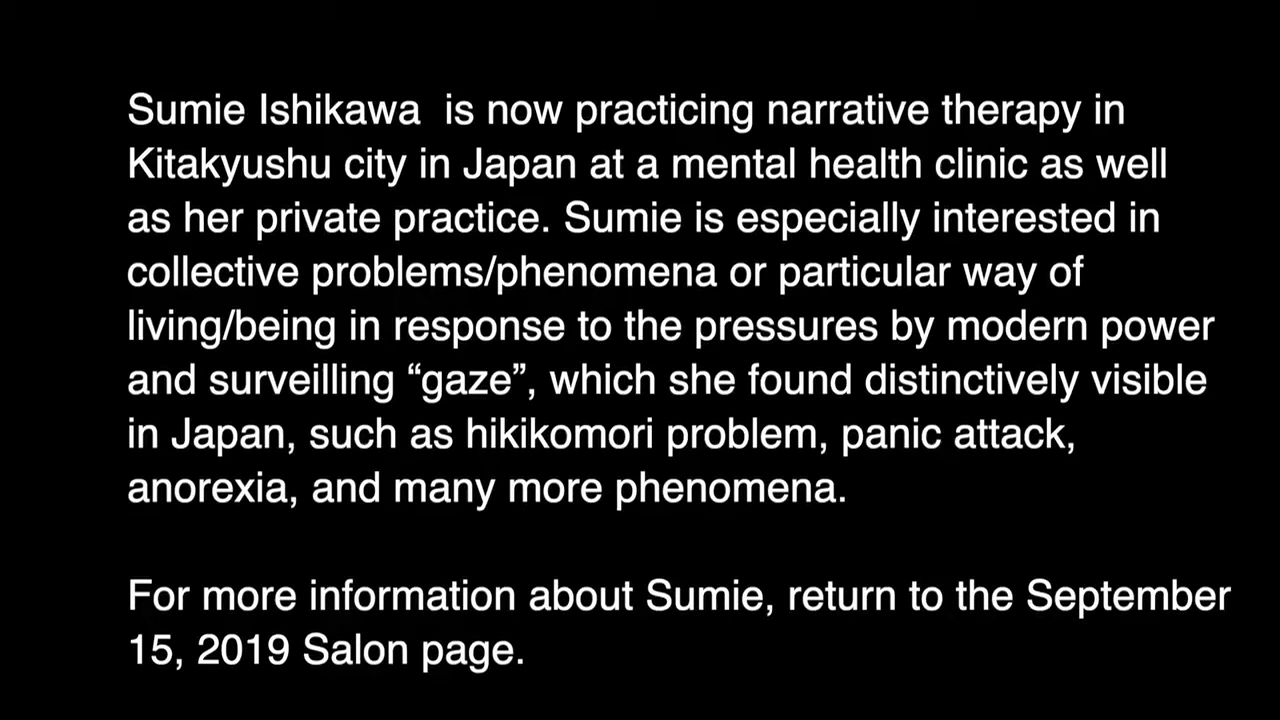 Sumie Ishikawa  is now practicing narrative therapy in
Kitakyushu city in Japan at a mental health clinic as well
as her private practice. Sumie is especially interested in
collective problems/phenomena or particular way of
living/being in response to the pressures by modern power
and surveilling “gaze”, which she found distinctively visible
in Japan, such as hikikomori problem, panic attack,
anorexia, and many more phenomena.
For more information about Sumie, return to the September
15, 2019 Salon page.